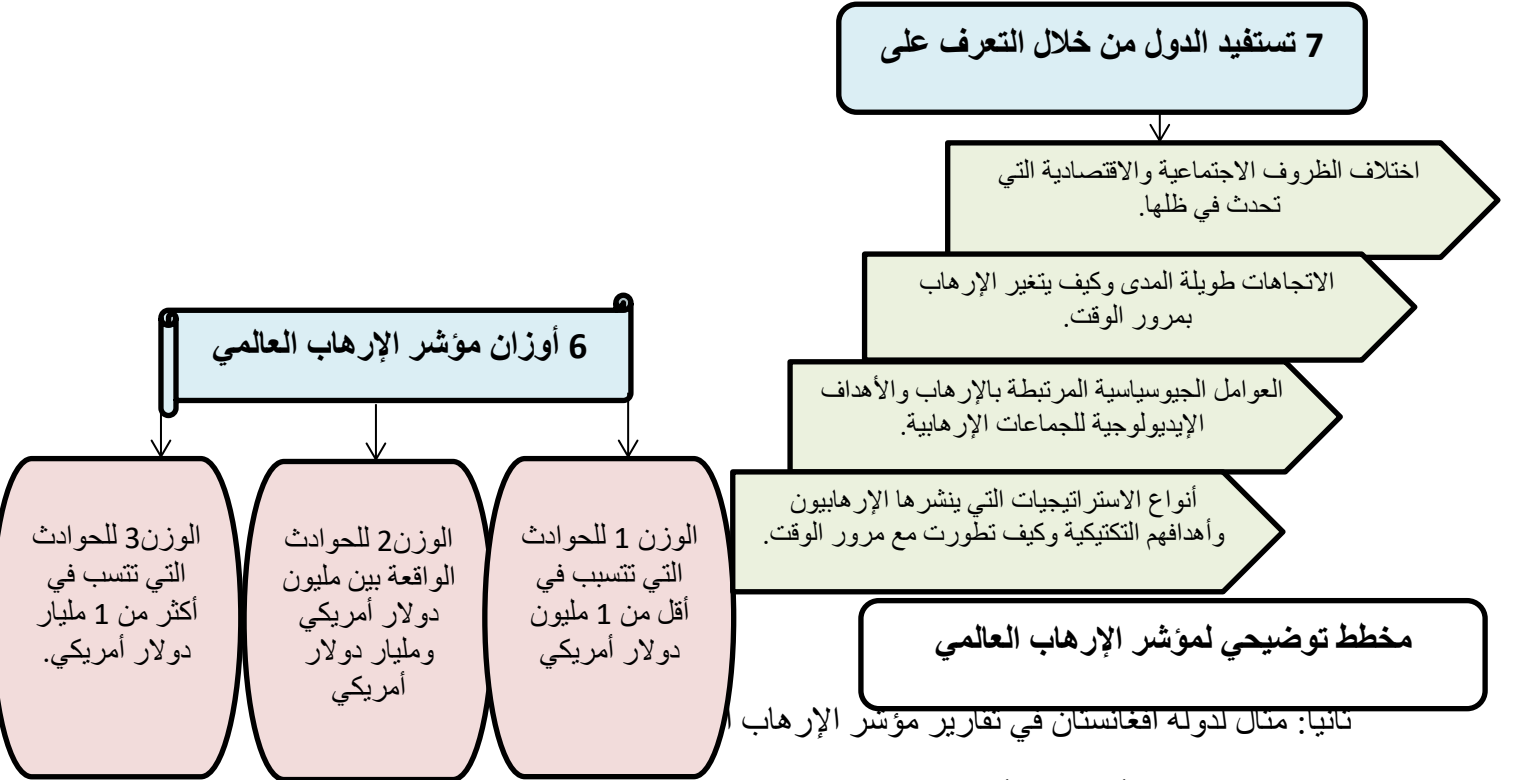 7 تستفيد الدول من خلال التعرف على
اختلاف الظروف الاجتماعية والاقتصادية التي
تحدث في ظلها.
الاتجاهات طويلة المدى وكيف يتغير الإرهاب
بمرور الوقت.
العوامل الجيوسياسية المرتبطة بالإرهاب والأهداف
الإيديولوجية للجماعات الإرهابية.
أنواع الاستراتيجيات التي ينشرها الإرهابيون
وأهدافهم التكتيكية وكيف تطورت مع مرور الوقت.
6 أوزان مؤشر الإرهاب العالمي
الوزن 1 للحوادث
التي تتسبب في
أقل من 1 مليون
دولار أمريكي
الوزن2 للحوادث
الواقعة بين مليون
دولار أمريكي
ومليار دولار
أمريكي
الوزن3 للحوادث
التي تتسب في
أكثر من 1 مليار
دولار أمريكي.
مخطط توضيحي لمؤشر الإرهاب العالمي
ثانيا: مثال لدولة أفغانستان في تقارير مؤشر الإرهاب